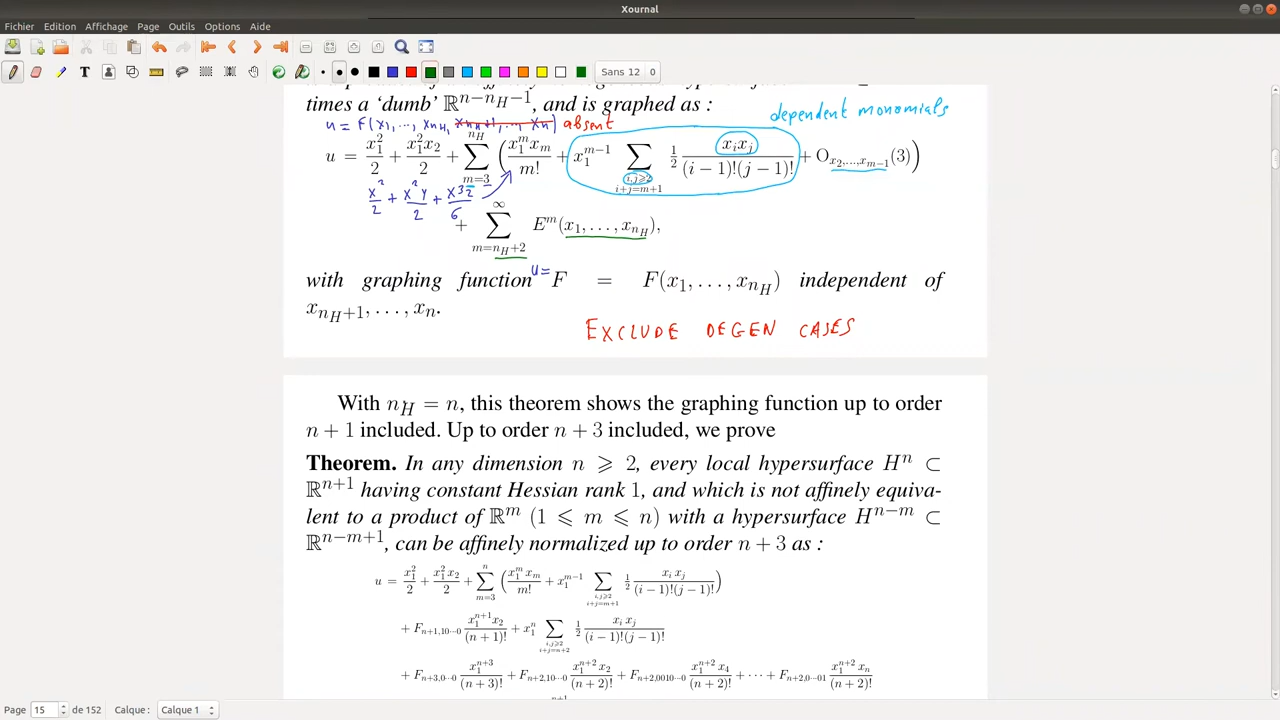 Xournal
Fichier Edition Affichage Page Outils Options Aide
Sans 12 0
times a 'dumb' ℝ^{n−n_H−1}, and is graphed as :
dependent monomials
u = F(x_1, ..., x_{n_H}, x_{n_H+1}, ..., x_n) absent
u = x_1^2/2 + x_1^2 x_2/2 + ∑_{m=3}^{n_H} ( x_1^m x_m/m! + x_1^{m−1} ∑_{i,j⩾2, i+j=m+1} 1/2 x_i x_j/((i−1)!(j−1)!) + O_{x_2,...,x_{m−1}}(3) )
x^2/2 + x^2 y/2 + x^3 z/6
+ ∑_{m=n_H+2}^{∞} E^m(x_1, . . . , x_{n_H}),
with graphing function u= F = F(x_1, . . . , x_{n_H}) independent of
x_{n_H+1}, . . . , x_n.
EXCLUDE DEGEN CASES
With n_H = n, this theorem shows the graphing function up to order
n + 1 included. Up to order n + 3 included, we prove
Theorem. In any dimension n ⩾ 2, every local hypersurface H^n ⊂
ℝ^{n+1} having constant Hessian rank 1, and which is not affinely equiva-
lent to a product of ℝ^m (1 ⩽ m ⩽ n) with a hypersurface H^{n−m} ⊂
ℝ^{n−m+1}, can be affinely normalized up to order n + 3 as :
u = x_1^2/2 + x_1^2 x_2/2 + ∑_{m=3}^{n} ( x_1^m x_m/m! + x_1^{m−1} ∑_{i,j⩾2, i+j=m+1} 1/2 x_i x_j/((i−1)!(j−1)!) )
+ F_{n+1,10···0} x_1^{n+1} x_2/(n+1)! + x_1^n ∑_{i,j⩾2, i+j=n+2} 1/2 x_i x_j/((i−1)!(j−1)!)
+ F_{n+3,0···0} x_1^{n+3}/(n+3)! + F_{n+2,10···0} x_1^{n+2} x_2/(n+2)! + F_{n+2,0010···0} x_1^{n+2} x_4/(n+2)! + ··· + F_{n+2,0···01} x_1^{n+2} x_n/(n+2)!
n+1
Page 15 de 152 Calque : Calque 1